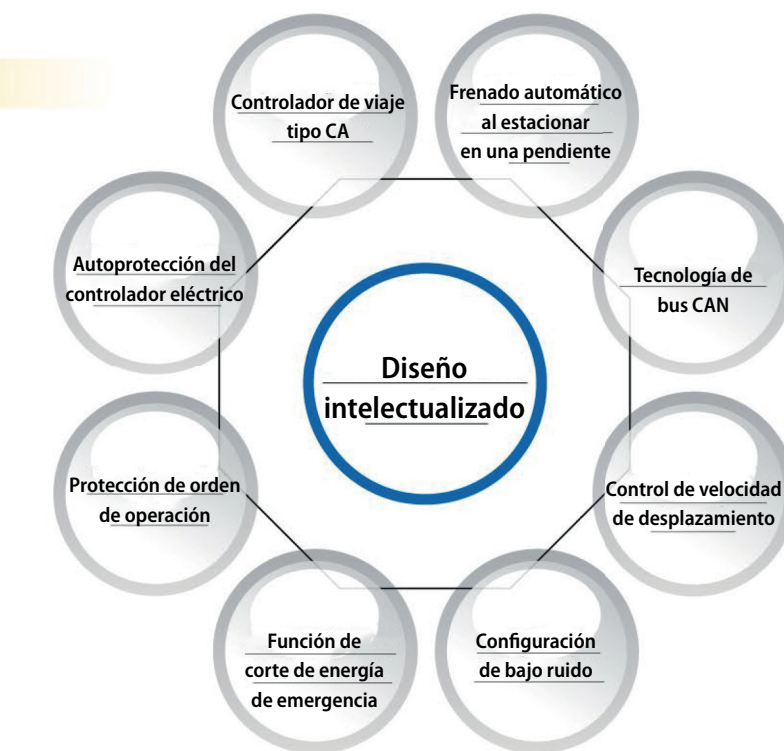 Controlador de viaje
tipo CA
Frenado automático
al estacionar
en una pendiente
Autoprotección del
controlador eléctrico
Tecnología de
bus CAN
Diseño
intelectualizado
Protección de orden
de operación
Control de velocidad
de desplazamiento
Función de
corte de energía
de emergencia
Configuración
de bajo ruido